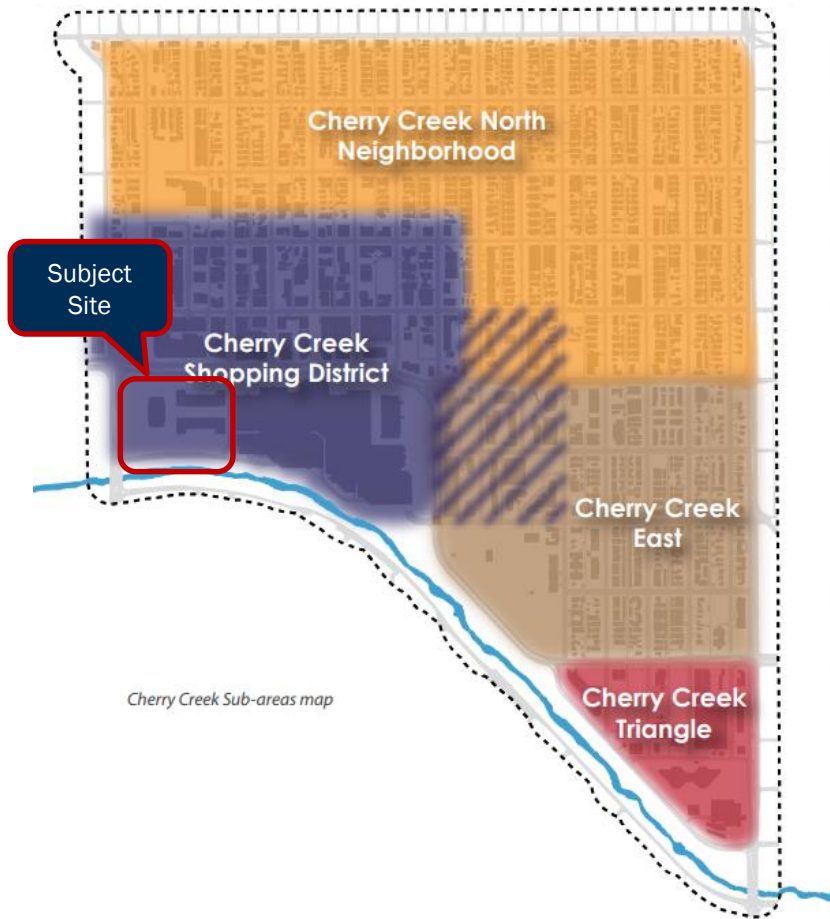 Cherry Creek North
Neighborhood
Subject
Site
Cherry Creek
Shopping District
Cherry Creek
East
Cherry Creek
Triangle
Cherry Creek Sub-areas map